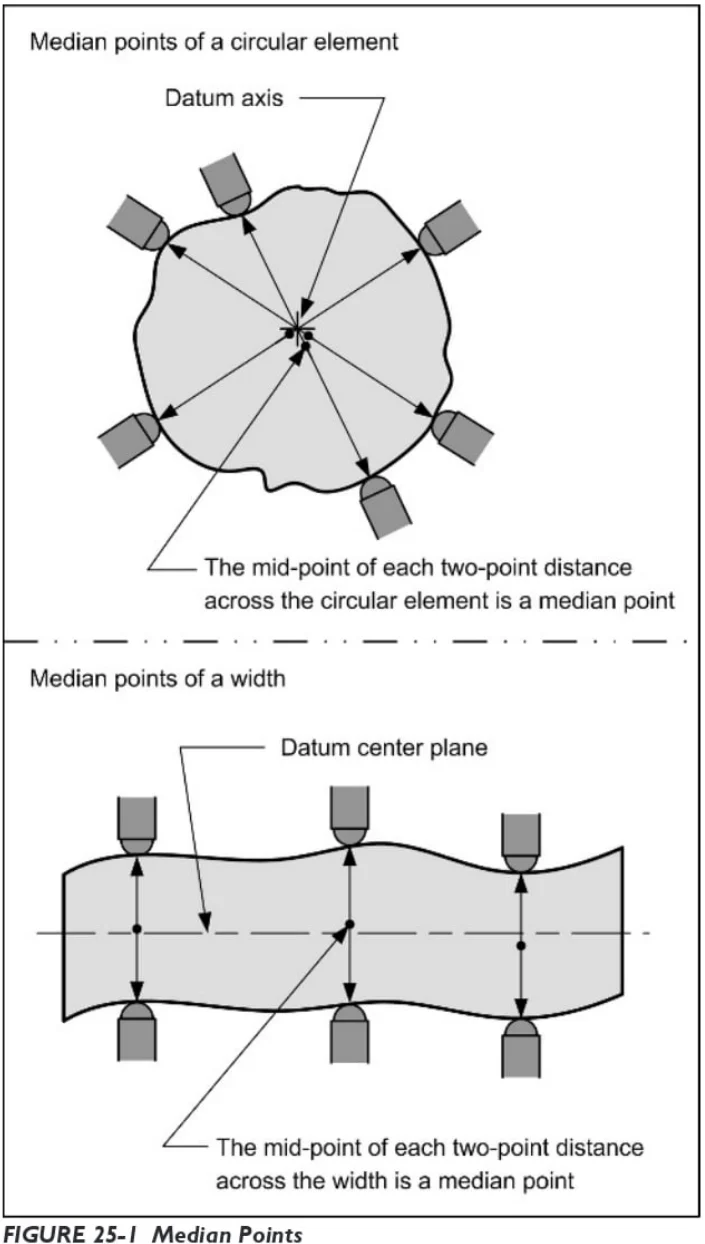 Median points of a circular element
Datum axis
The mid-point of each two-point distance
across the circular element is a median point
Median points of a width
Datum center plane
The mid-point of each two-point distance
across the width is a median point
FIGURE 25-1 Median Points